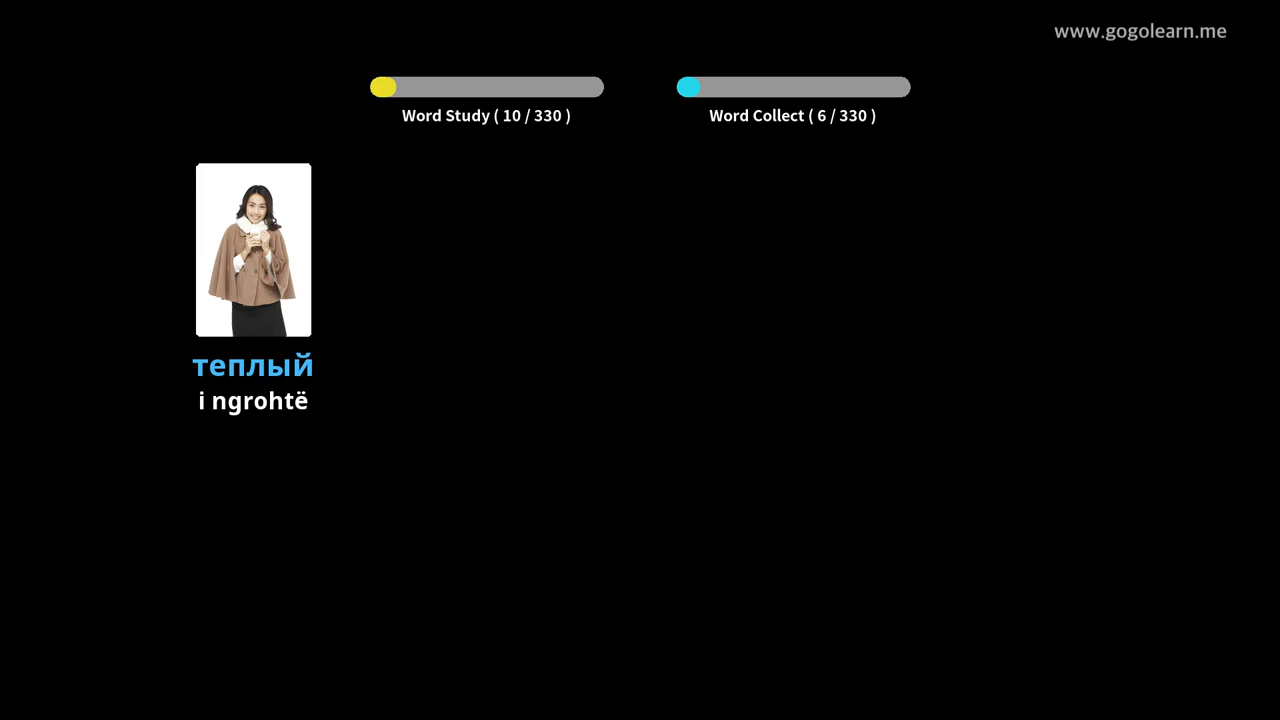 www.gogolearn.me
Word Study ( 10 / 330 )
Word Collect ( 6 / 330 )
теплый
i ngrohtë